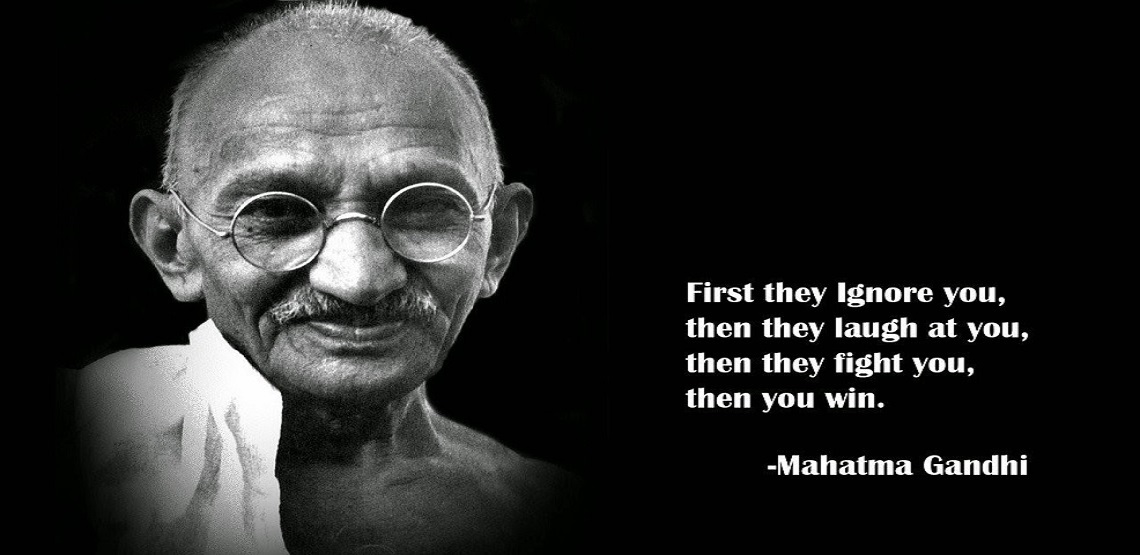 First they Ignore you,
then they laugh at you,
then they fight you,
then you win.
-Mahatma Gandhi